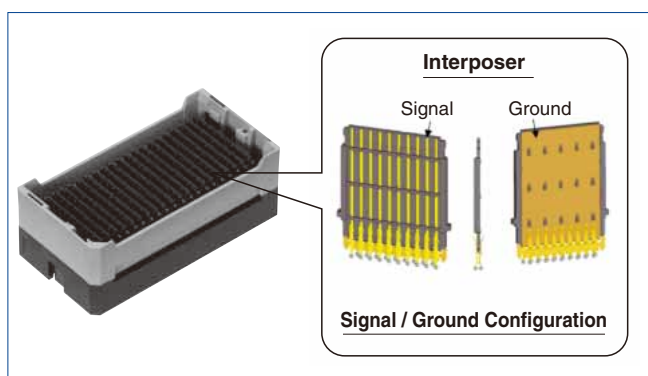 Interposer
Signal
Ground
Signal / Ground Configuration